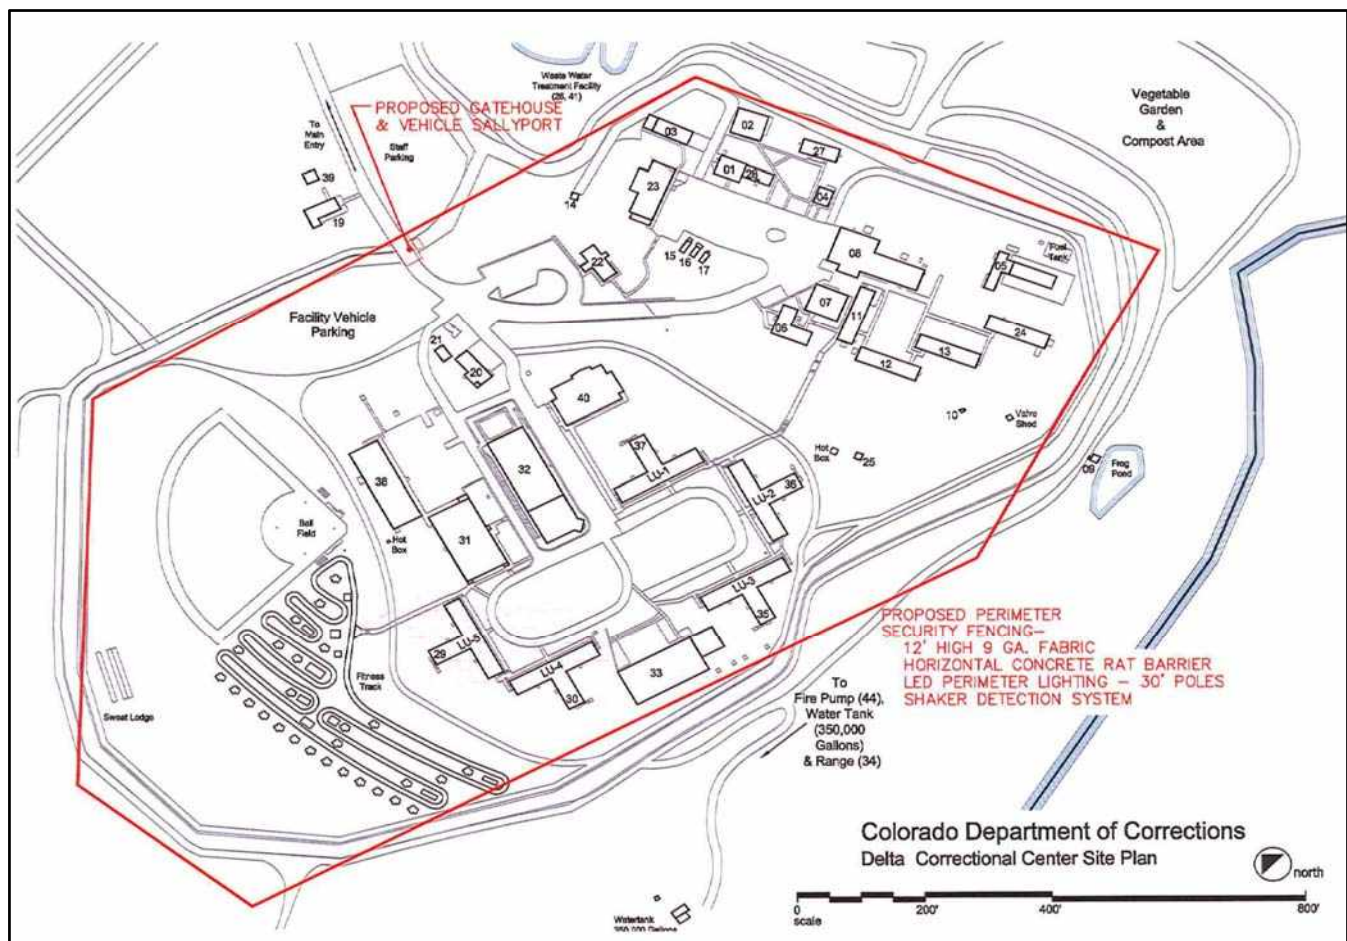 Waste Water
Treatment Facility
(26, 41)
Vegetable
Garden
&
Compost Area
PROPOSED GATEHOUSE
& VEHICLE SALLYPORT
To
Main
Entry
Staff
Parking
03
02
27
01
28
04
39
19
14
23
15
16
17
22
08
05
Fuel
Tank
07
06
11
12
13
24
Facility Vehicle
Parking
21
20
40
10
Valve
Shed
Hot
Box
25
09
Frog
Pond
37
LU-1
LU-2
36
32
38
31
Ball
Field
Hot
Box
LU-3
35
LU-5
29
LU-4
30
33
Fitness
Track
Sweat Lodge
PROPOSED PERIMETER
SECURITY FENCING—
12' HIGH 9 GA. FABRIC
HORIZONTAL CONCRETE RAT BARRIER
LED PERIMETER LIGHTING – 30' POLES
SHAKER DETECTION SYSTEM
To
Fire Pump (44),
Water Tank
(350,000
Gallons)
& Range (34)
Colorado Department of Corrections
Delta Correctional Center Site Plan
north
0
200'
400'
800'
scale
Watertank
350,000 Gallons